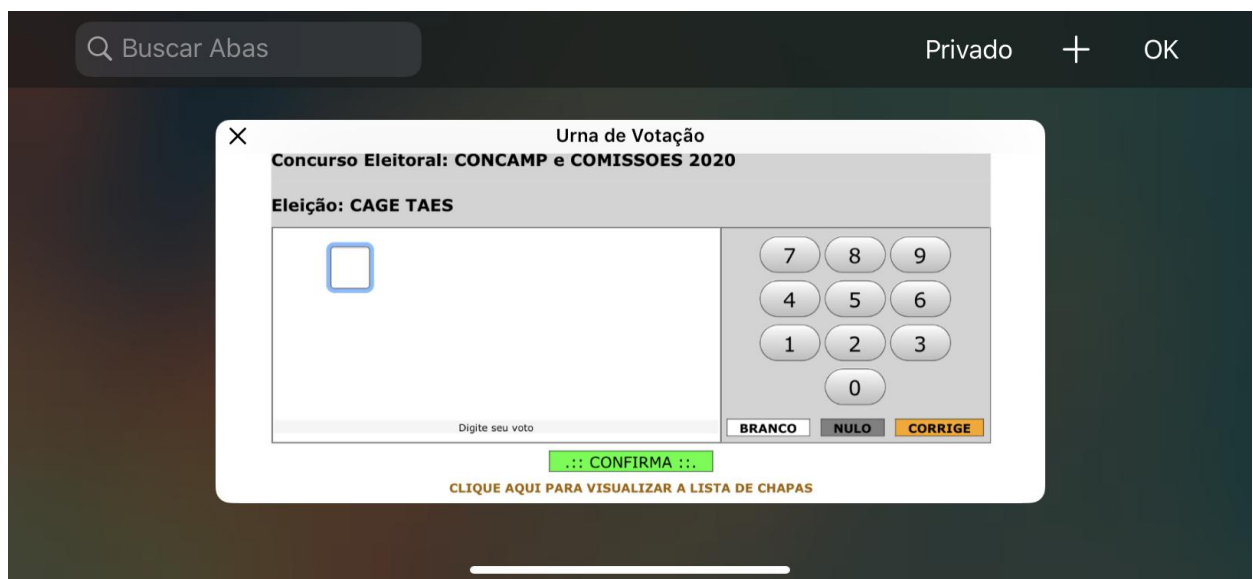 Buscar Abas
Privado + OK
X Urna de Votação
Concurso Eleitoral: CONCAMP e COMISSOES 2020
Eleição: CAGE TAES
7 8 9
4 5 6
1 2 3
0
Digite seu voto
BRANCO NULO CORRIGE
.:: CONFIRMA ::.
CLIQUE AQUI PARA VISUALIZAR A LISTA DE CHAPAS